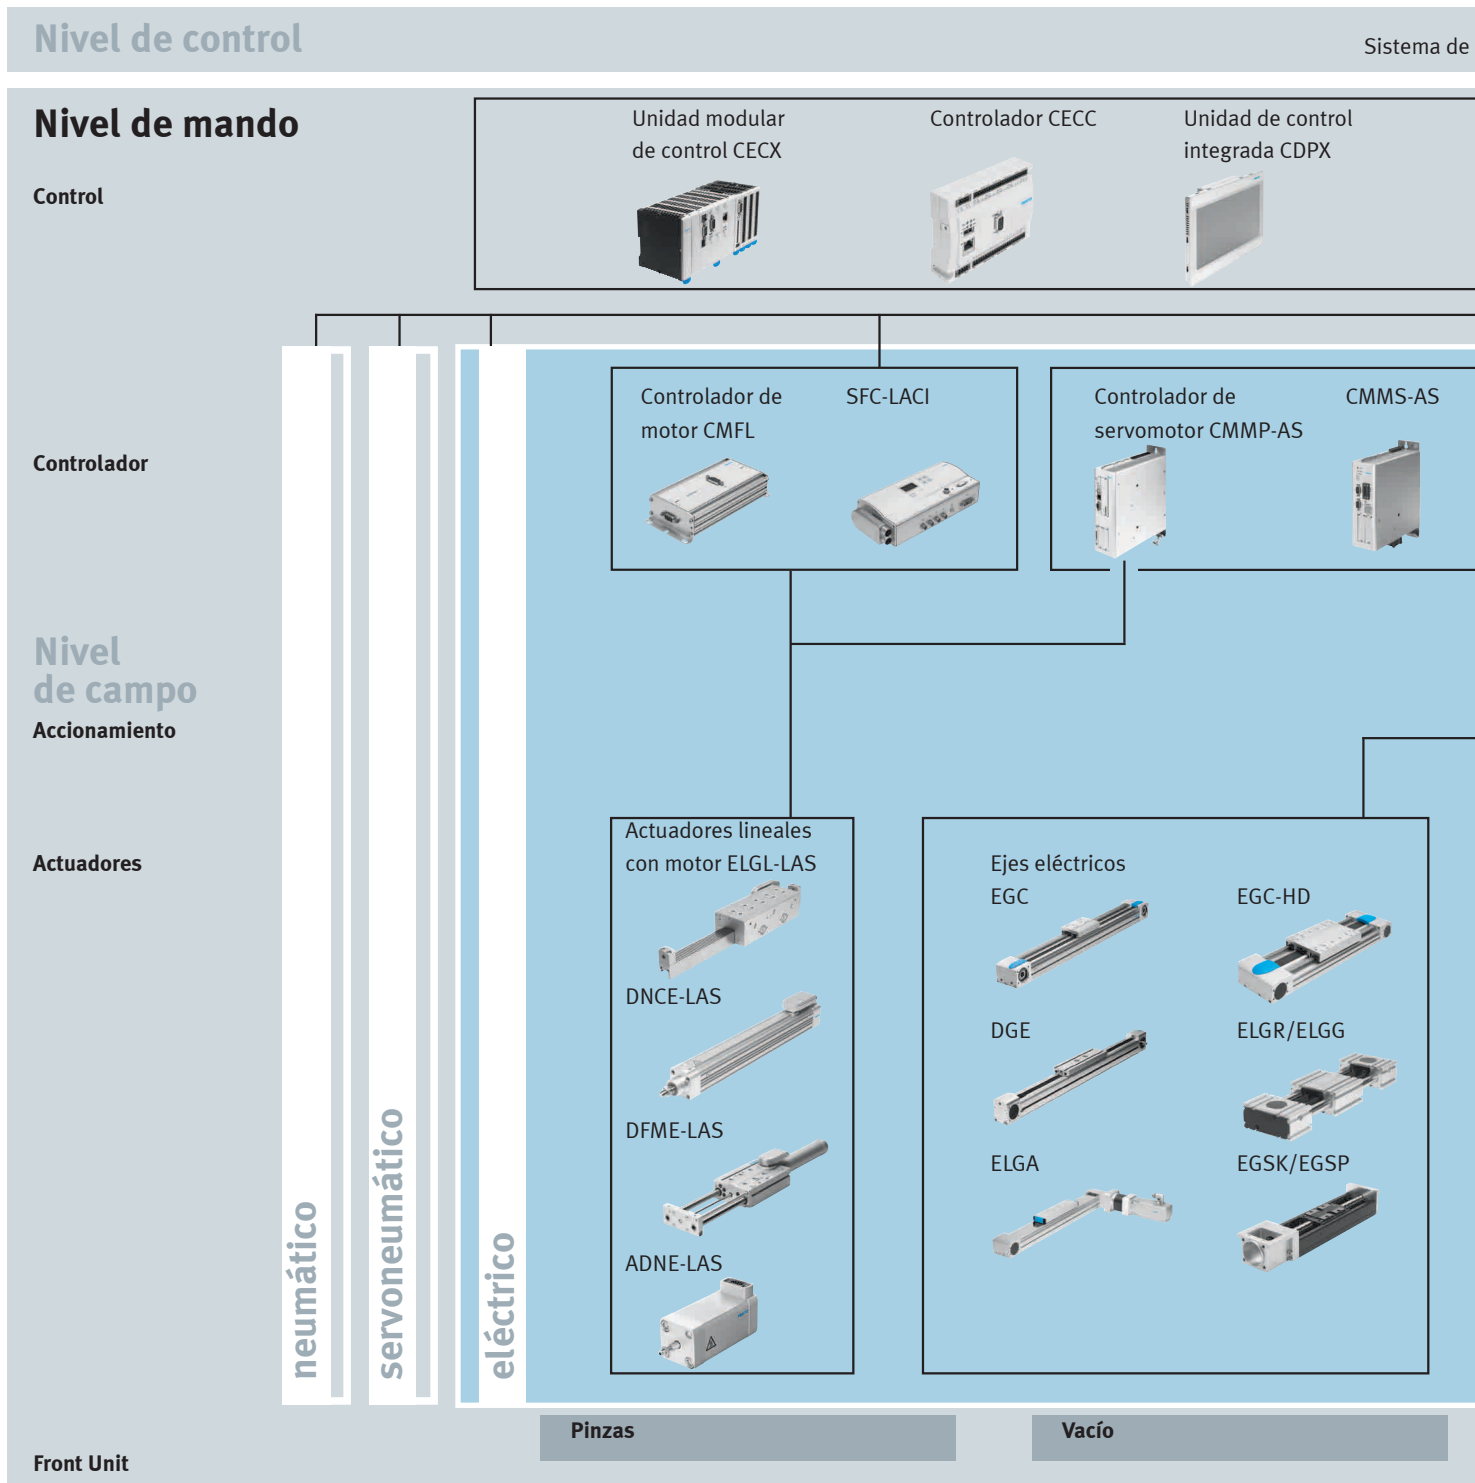 Nivel de control
Sistema de
Nivel de mando
Unidad modular
de control CECX
Controlador CECC
Unidad de control
integrada CDPX
Control
Controlador de
motor CMFL
SFC-LACI
Controlador de
servomotor CMMP-AS
CMMS-AS
Controlador
Nivel
de campo
Accionamiento
Actuadores
Actuadores lineales
con motor ELGL-LAS
DNCE-LAS
DFME-LAS
ADNE-LAS
Ejes eléctricos
EGC
EGC-HD
DGE
ELGR/ELGG
ELGA
EGSK/EGSP
neumático
servoneumático
eléctrico
Pinzas
Vacío
Front Unit